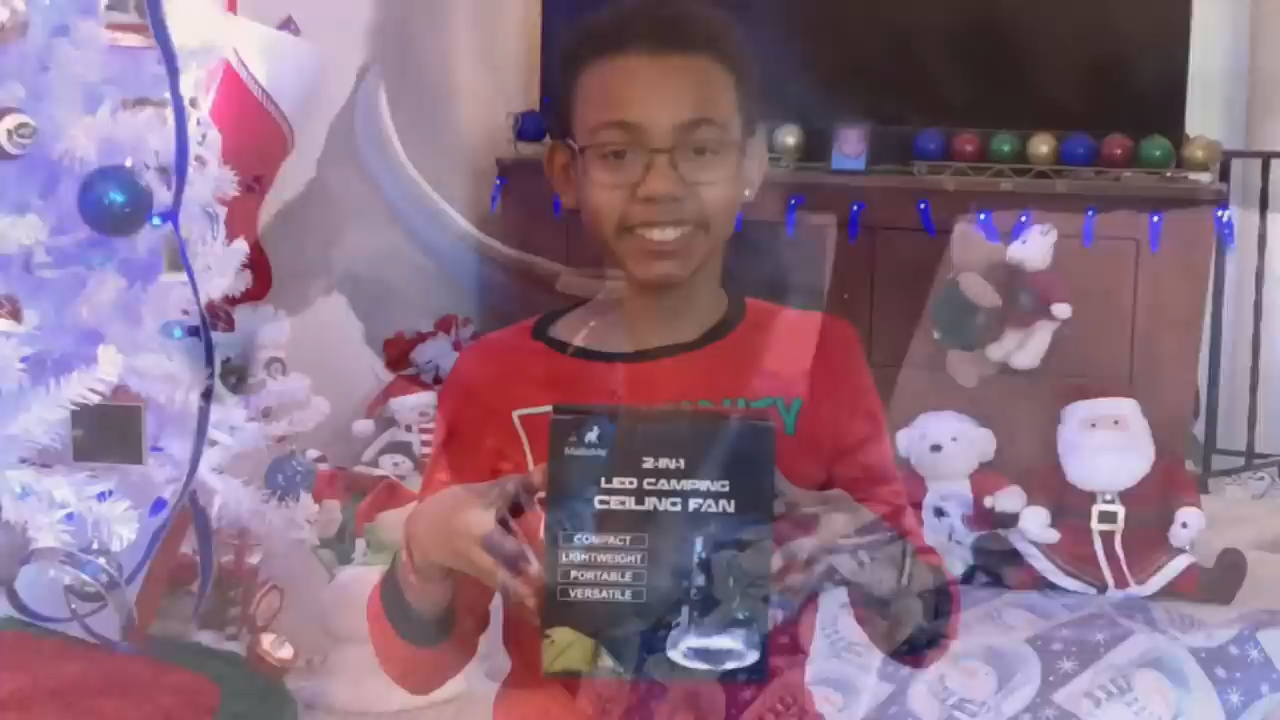 2-IN-1
LED CAMPING
CEILING FAN
COMPACT
LIGHTWEIGHT
PORTABLE
VERSATILE